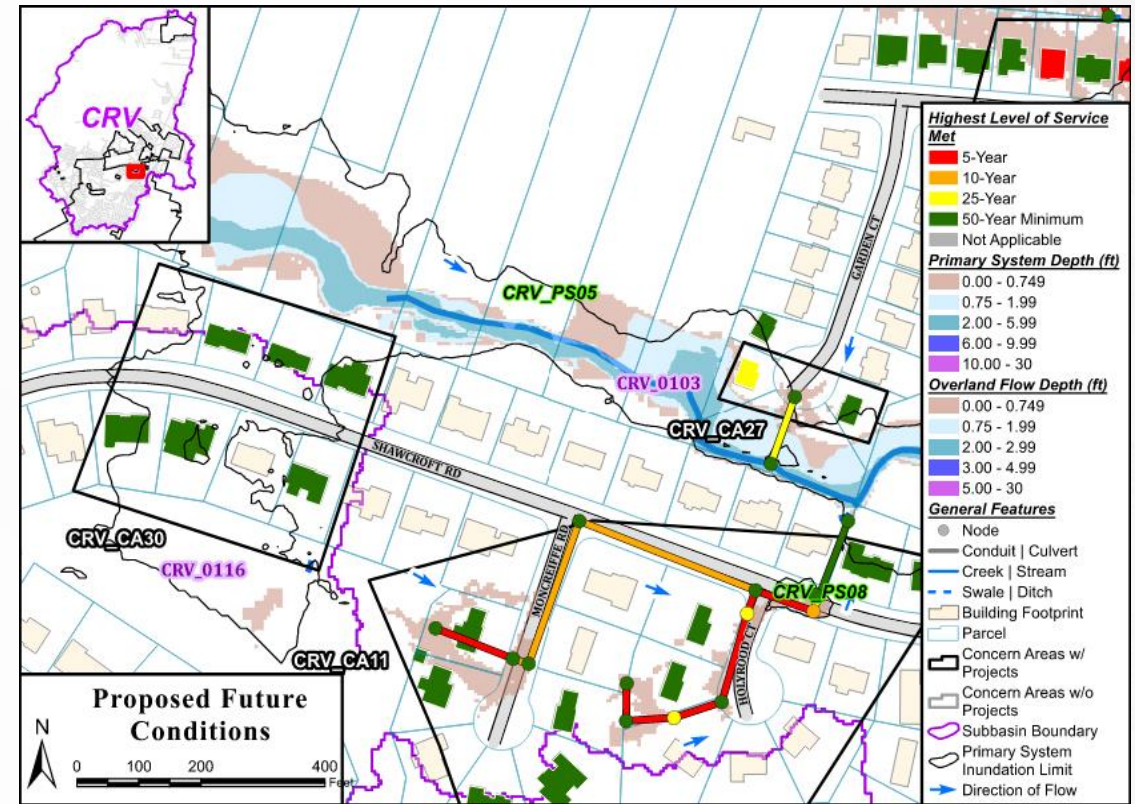 CRV
CRV_PS05
GARDEN CT
CRV_0103
CRV_CA27
SHAWCROFT RD
CRV_CA30
CRV_0116
MONCREIFFE RD
CRV_PS08
HOLYROOD CT
CRV_CA11
Proposed Future
Conditions
N
0 100 200 400
Feet
Highest Level of Service
Met
5-Year
10-Year
25-Year
50-Year Minimum
Not Applicable
Primary System Depth (ft)
0.00 - 0.749
0.75 - 1.99
2.00 - 5.99
6.00 - 9.99
10.00 - 30
Overland Flow Depth (ft)
0.00 - 0.749
0.75 - 1.99
2.00 - 2.99
3.00 - 4.99
5.00 - 30
General Features
Node
Conduit | Culvert
Creek | Stream
Swale | Ditch
Building Footprint
Parcel
Concern Areas w/
Projects
Concern Areas w/o
Projects
Subbasin Boundary
Primary System
Inundation Limit
Direction of Flow